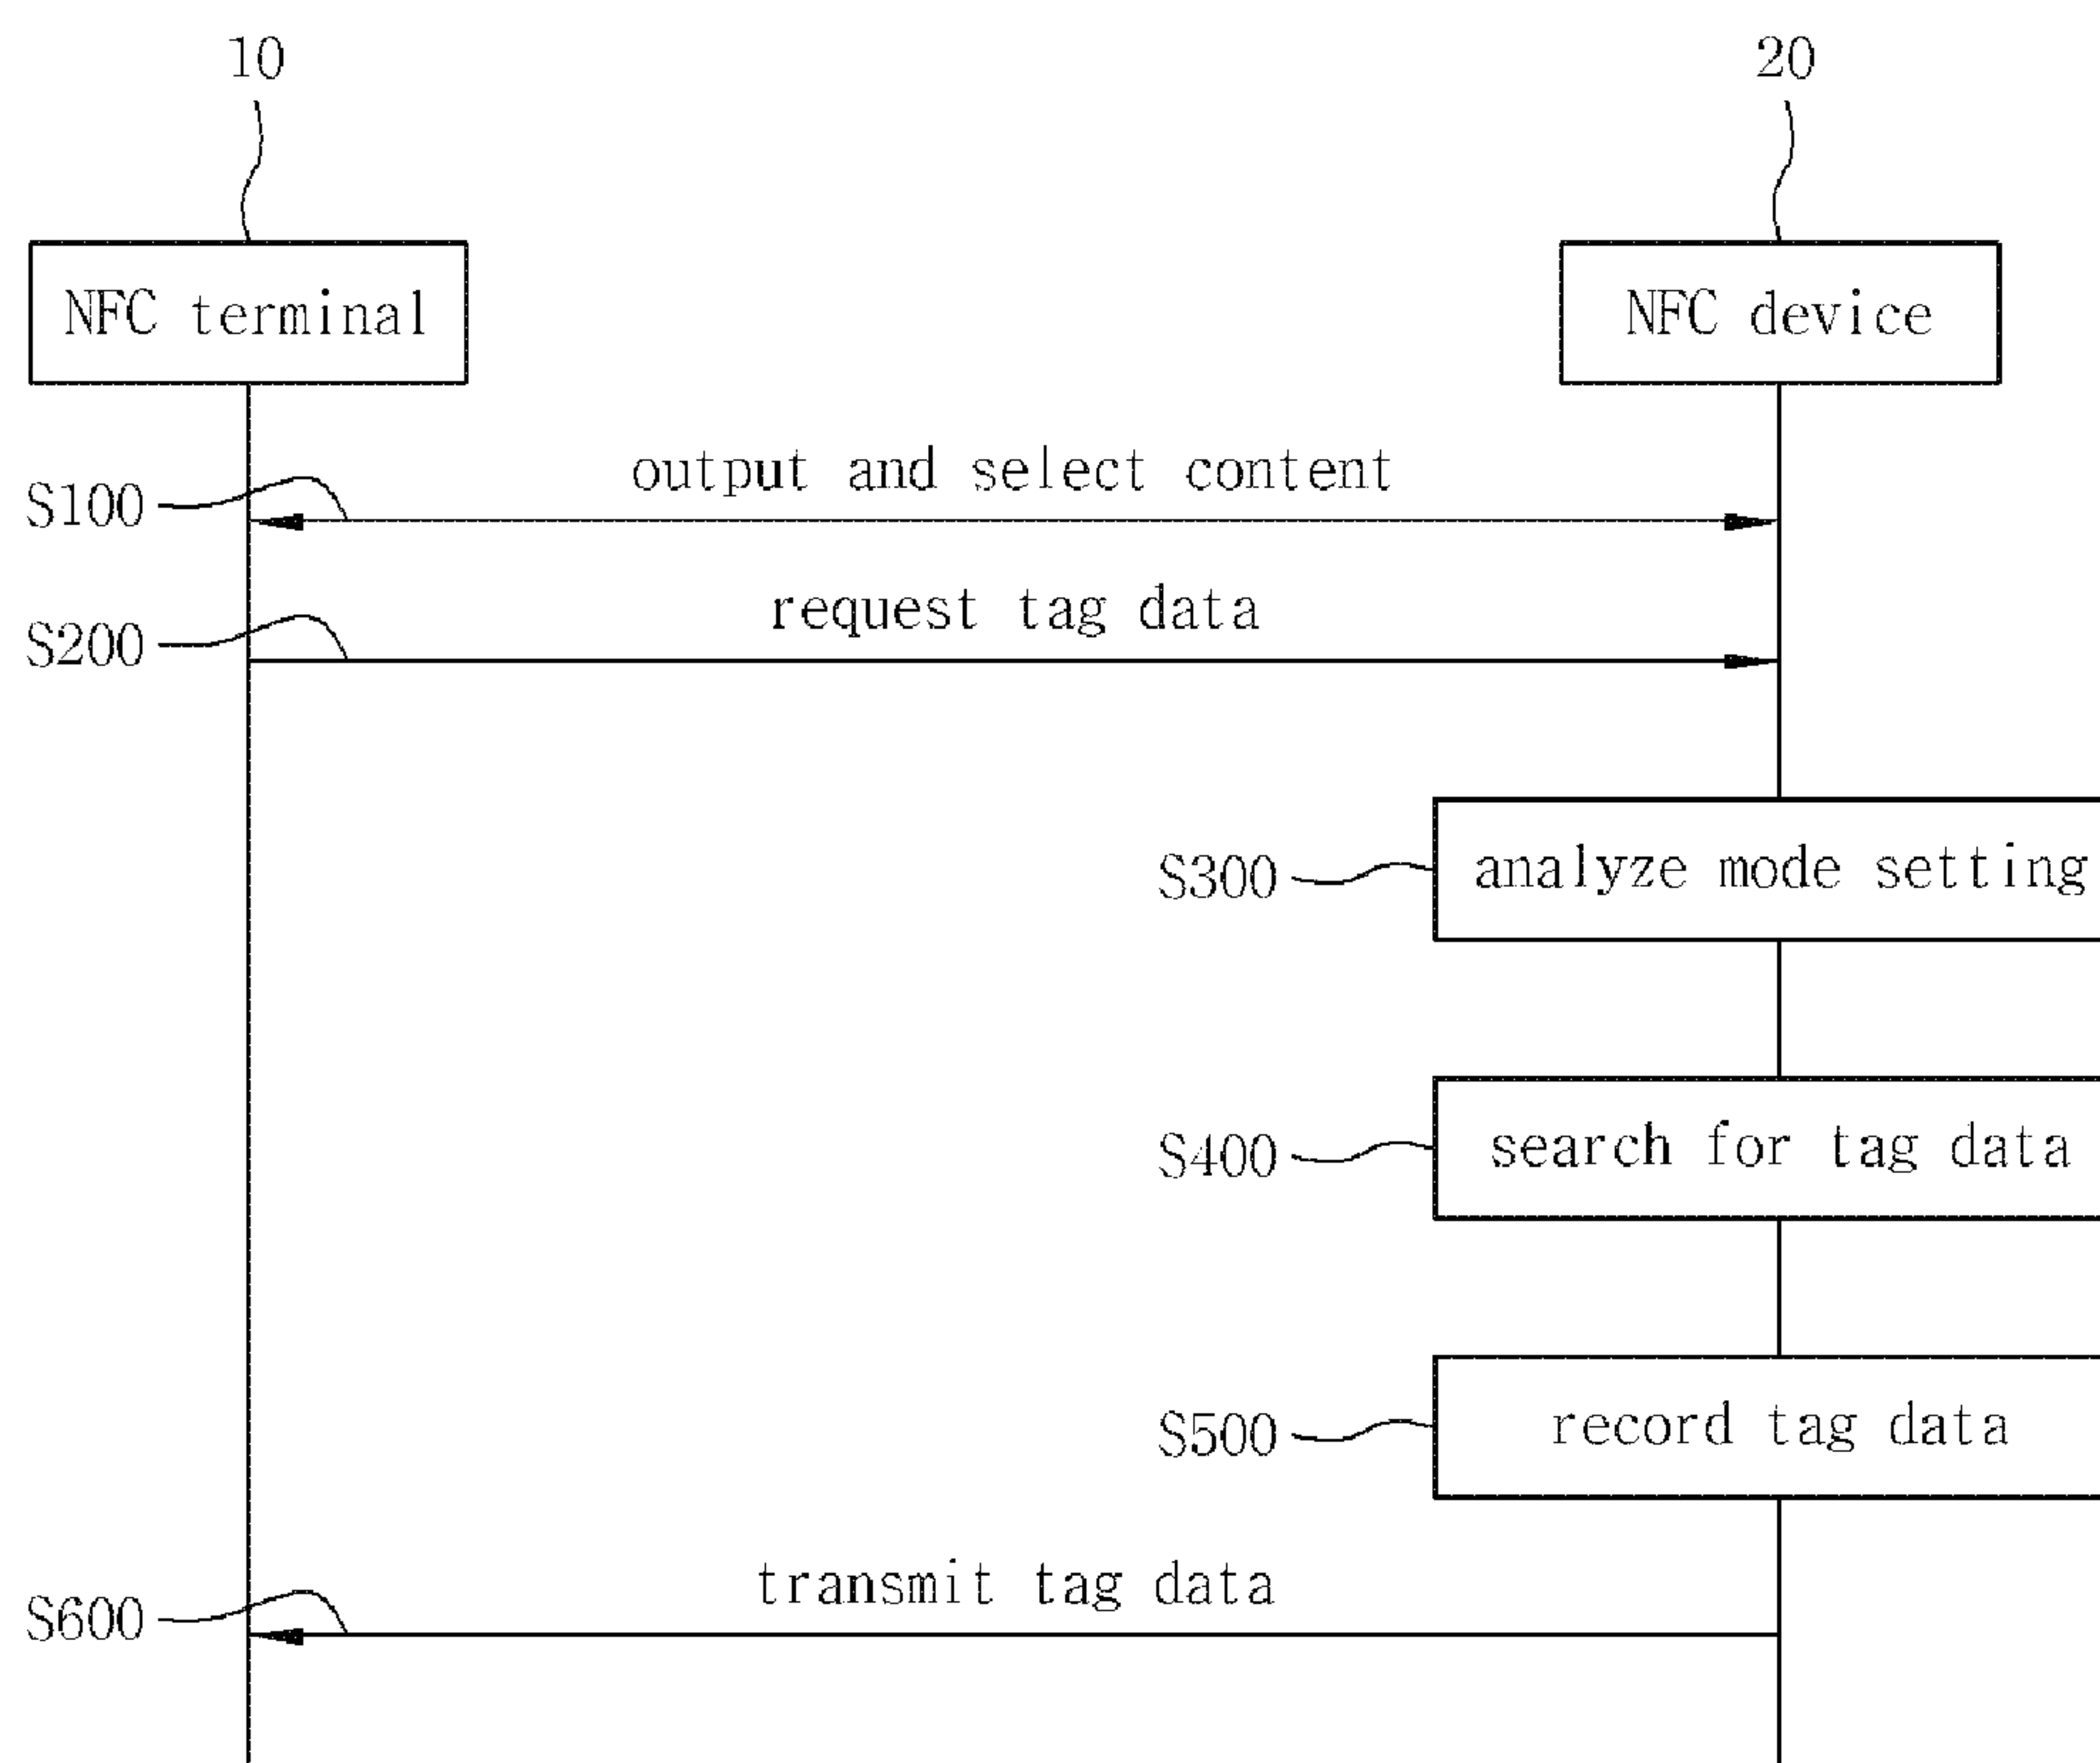 10
20
NFC terminal
NFC device
output and select content
S100
request tag data
S200
analyze mode setting
S300
search for tag data
S400
record tag data
S500
transmit tag data
S600